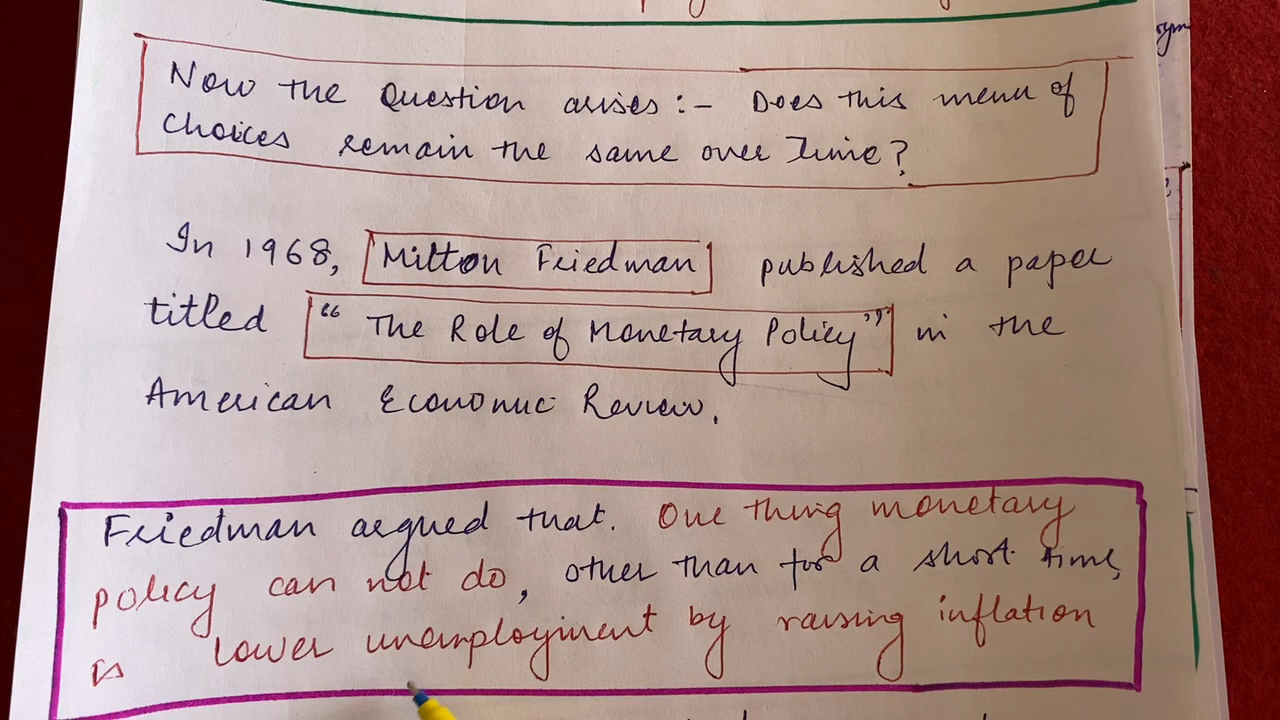 Now the Question arises :- Does this menu of
choices remain the same over time?
In 1968, Milton Friedman published a paper
titled " The Role of Monetary Policy" in the
American Economic Review.
Friedman argued that. One thing monetary
policy can not do, other than for a short time,
is lower unemployment by raising inflation